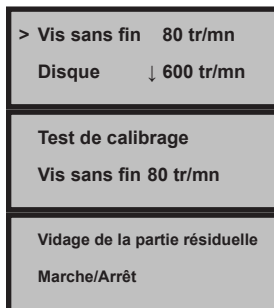 > Vis sans fin 80 tr/mn
Disque ↓ 600 tr/mn
Test de calibrage
Vis sans fin 80 tr/mn
Vidage de la partie résiduelle
Marche/Arrêt